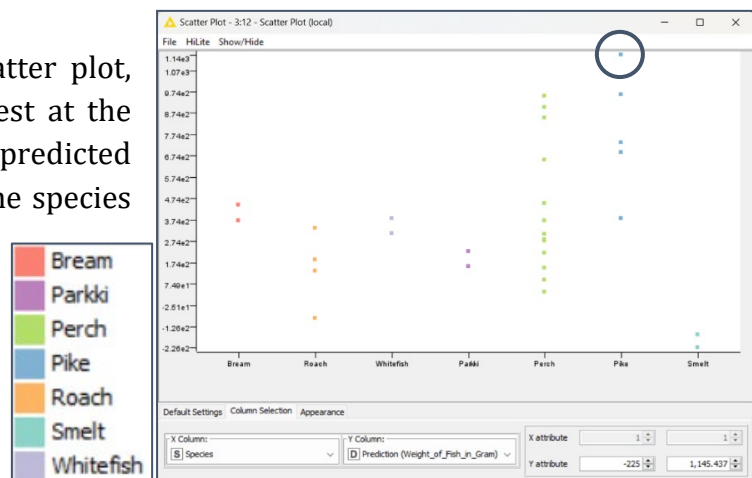 atter plot,
est at the
predicted
he species
Bream
Parkki
Perch
Pike
Roach
Smelt
Whitefish
Scatter Plot - 3:12 - Scatter Plot (local)
File HiLite Show/Hide
1.14e3
1.07e3
9.74e2
8.74e2
7.74e2
6.74e2
5.74e2
4.74e2
3.74e2
2.74e2
1.74e2
7.40e1
-2.51e1
-1.26e2
-2.26e2
Bream Roach Whitefish Parkki Perch Pike Smelt
Default Settings Column Selection Appearance
X Column:
S Species
Y Column:
D Prediction (Weight_of_Fish_in_Gram)
X attribute 1 1
Y attribute -225 1,145.437